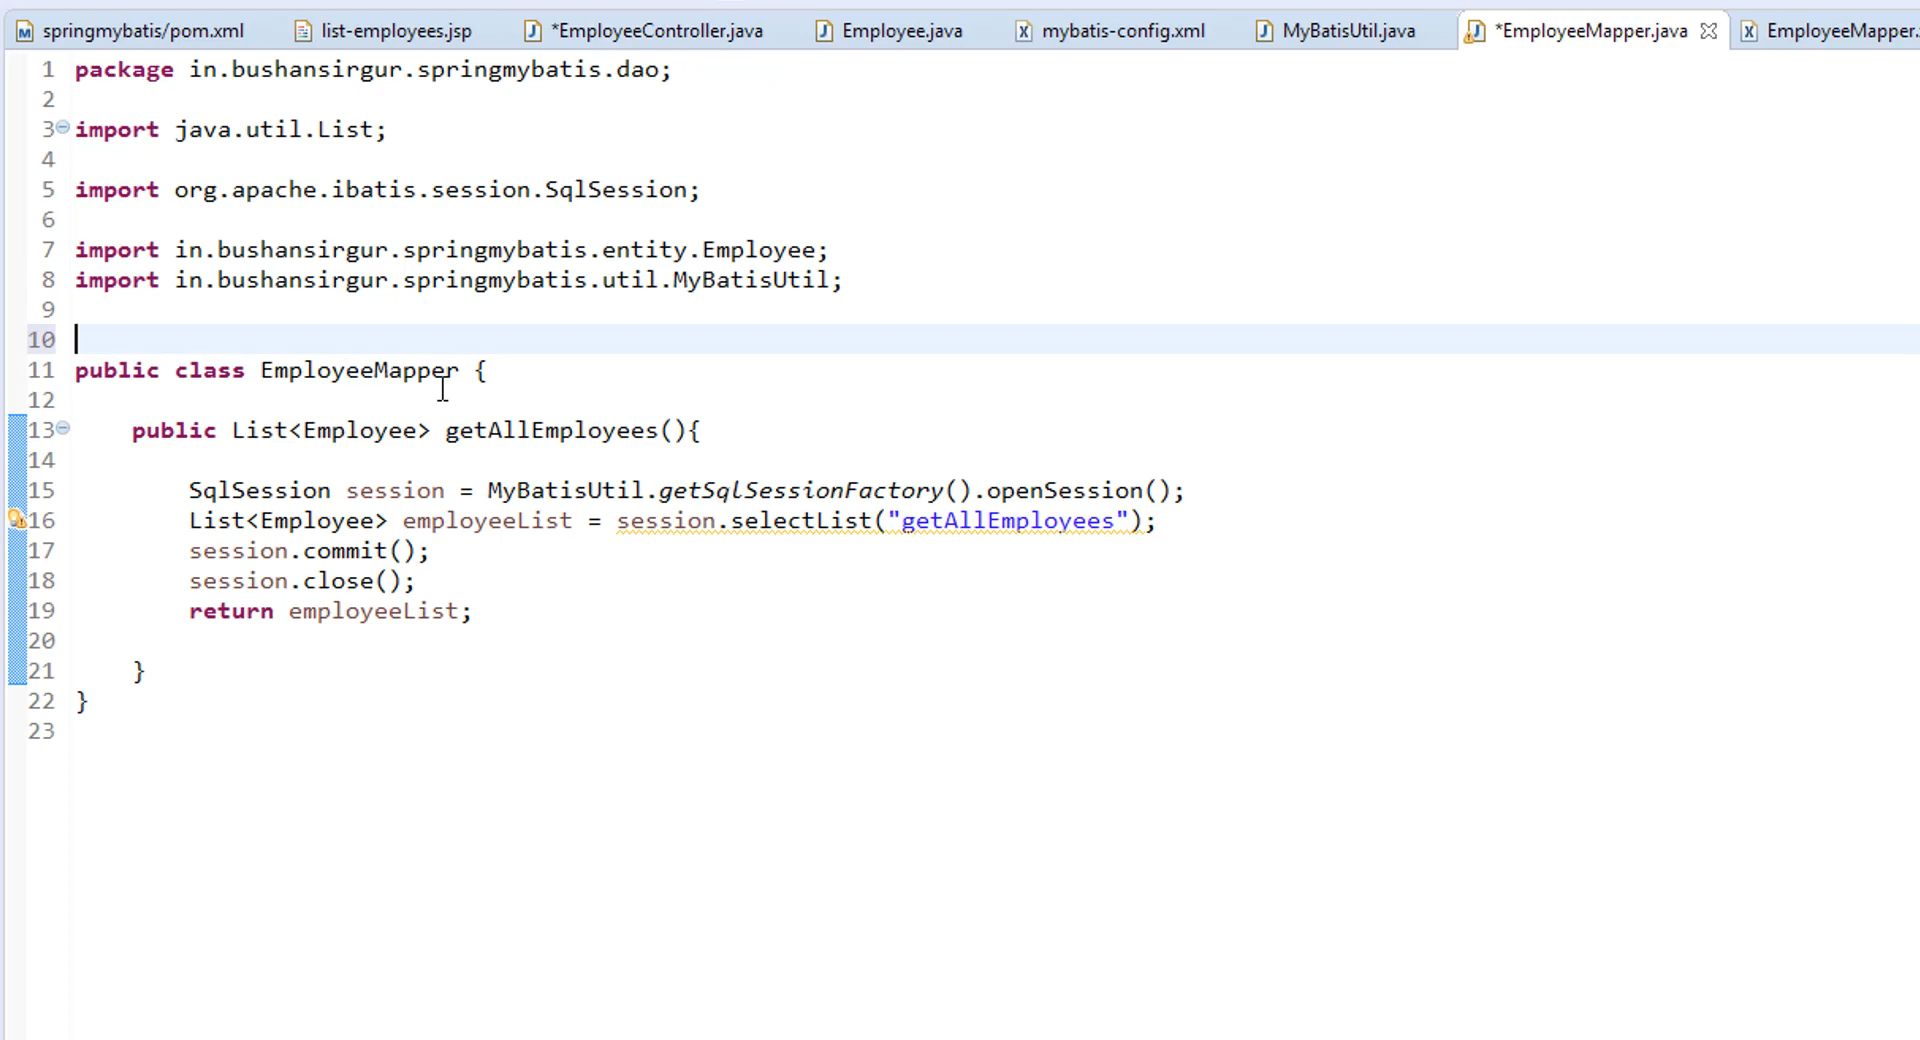 springmybatis/pom.xml list-employees.jsp *EmployeeController.java Employee.java mybatis-config.xml MyBatisUtil.java *EmployeeMapper.java EmployeeMapper.
1 package in.bushansirgur.springmybatis.dao;
2
3 import java.util.List;
4
5 import org.apache.ibatis.session.SqlSession;
6
7 import in.bushansirgur.springmybatis.entity.Employee;
8 import in.bushansirgur.springmybatis.util.MyBatisUtil;
9
10
11 public class EmployeeMapper {
12
13 public List<Employee> getAllEmployees(){
14
15 SqlSession session = MyBatisUtil.getSqlSessionFactory().openSession();
16 List<Employee> employeeList = session.selectList("getAllEmployees");
17 session.commit();
18 session.close();
19 return employeeList;
20
21 }
22 }
23